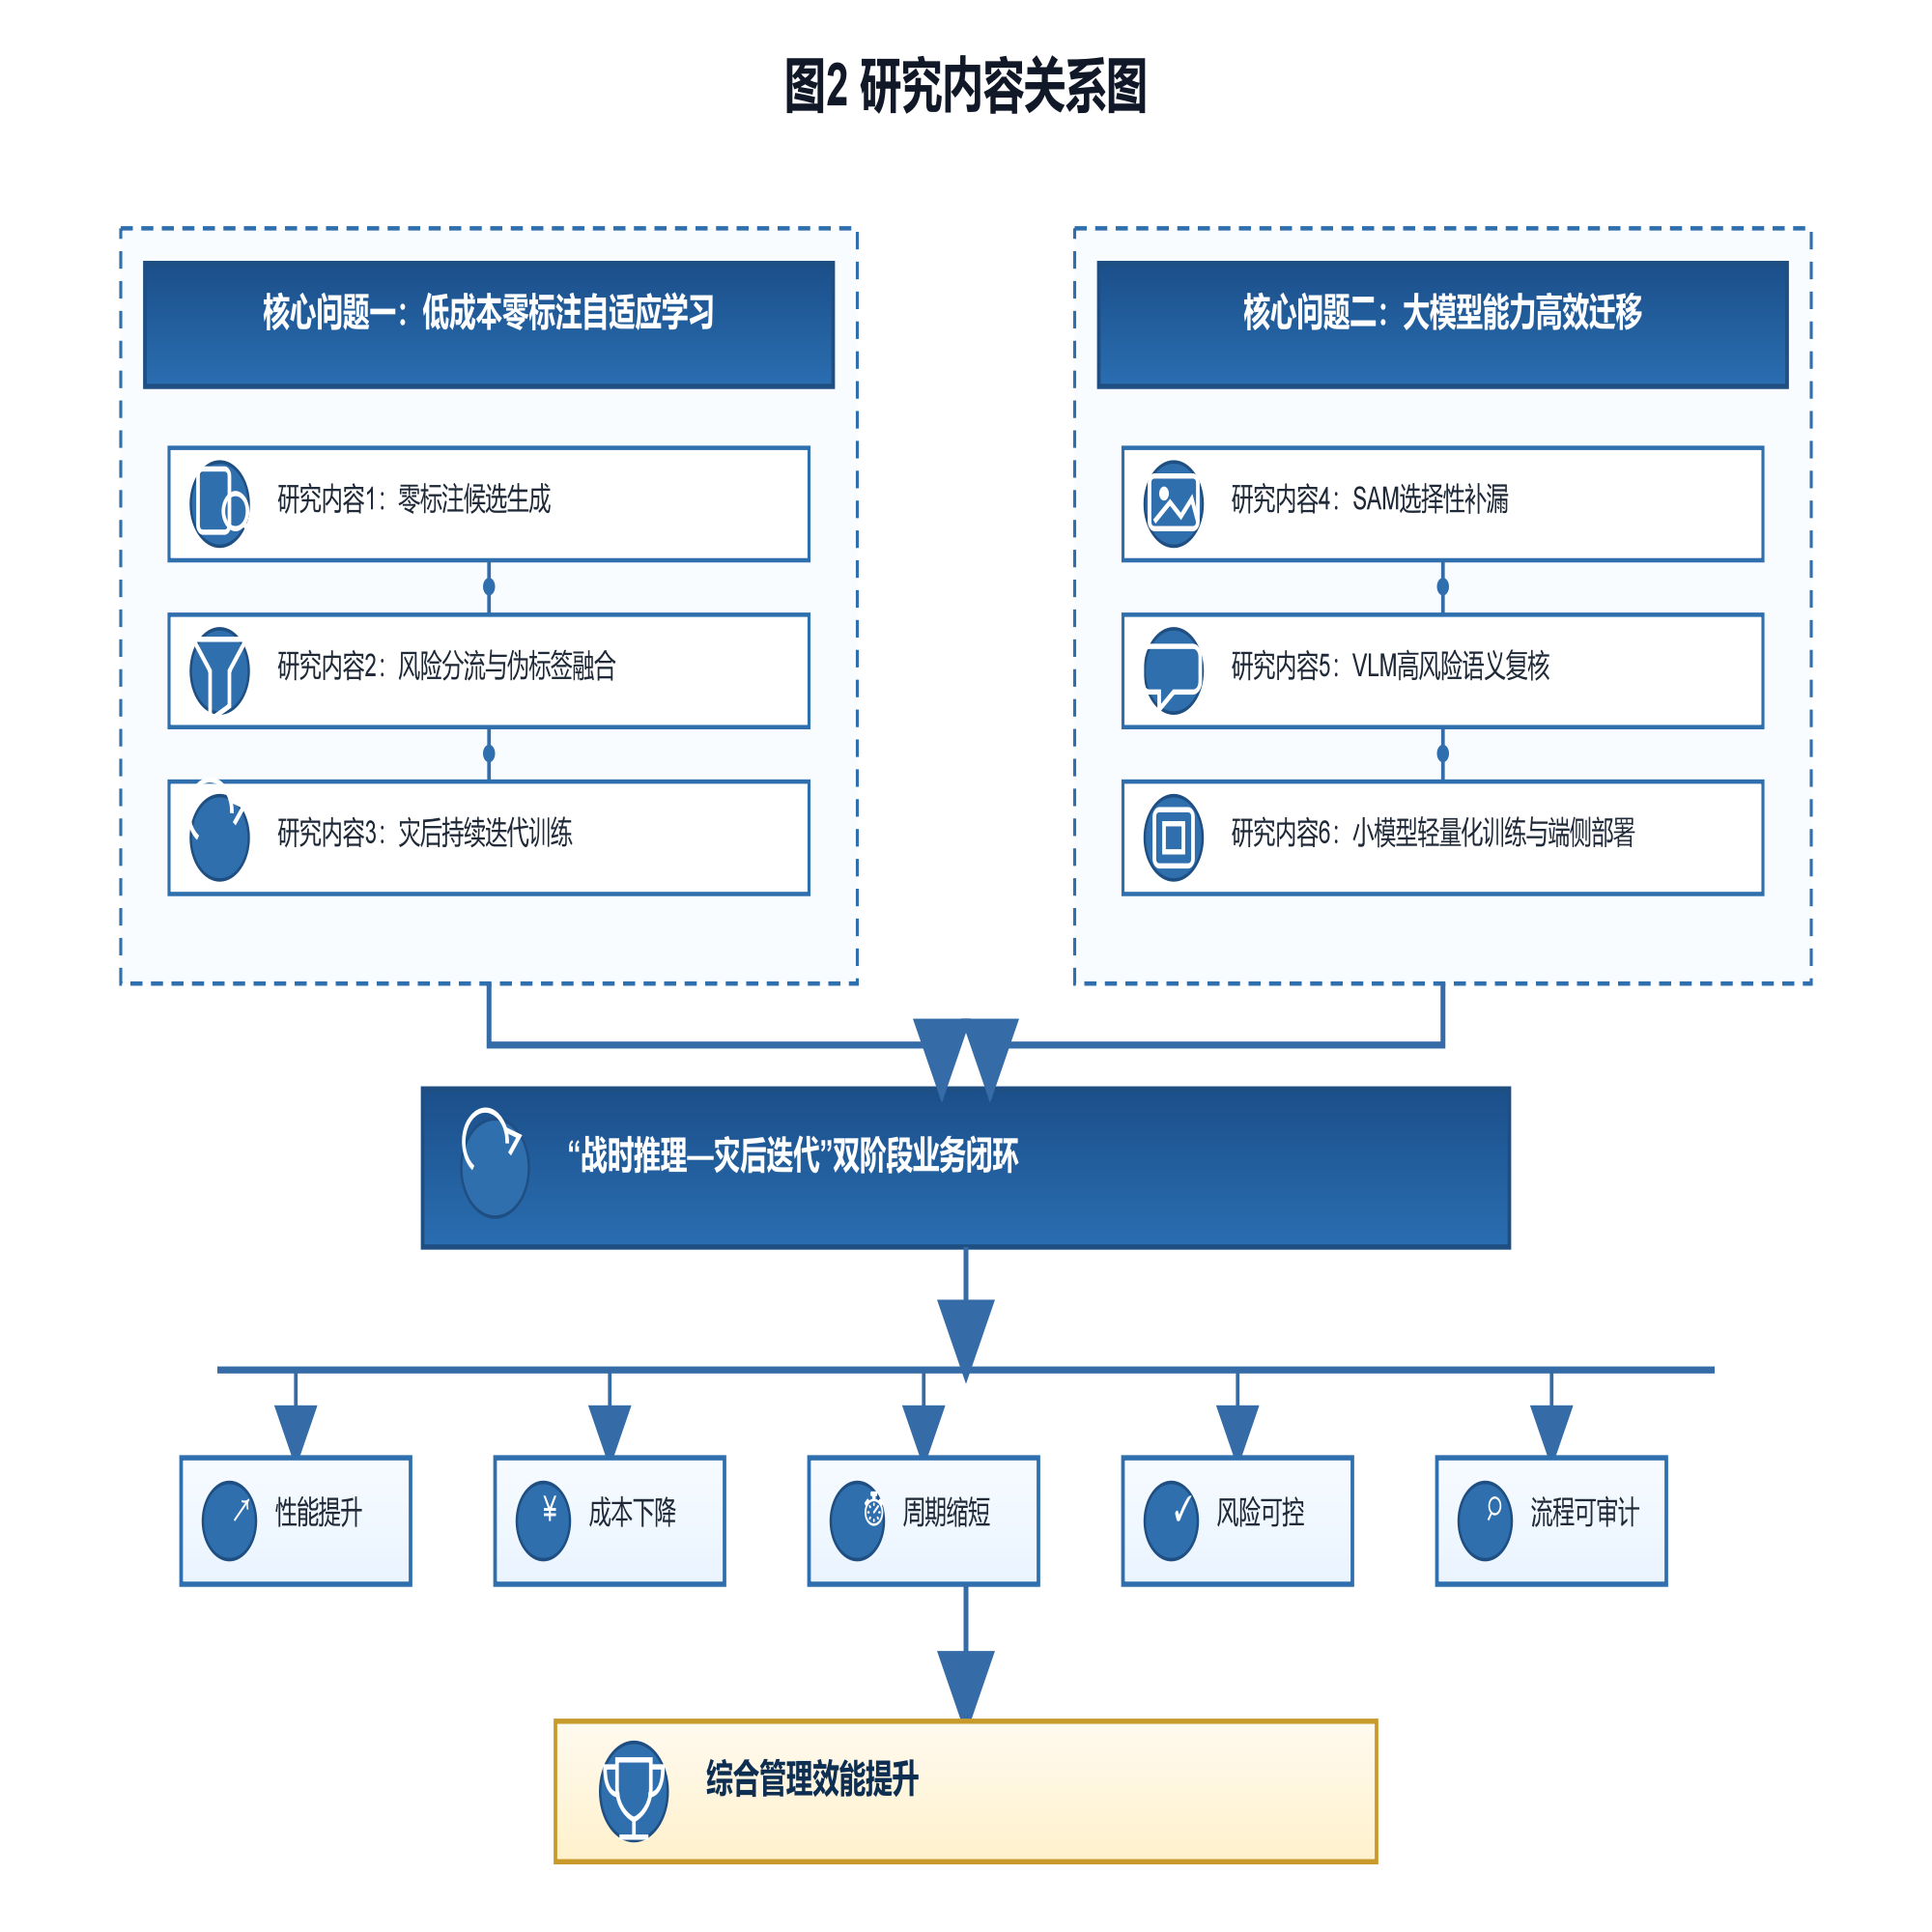 图2 研究内容关系图
核心问题一：低成本零标注自适应学习
研究内容1：零标注候选生成
研究内容2：风险分流与伪标签融合
研究内容3：灾后持续迭代训练
核心问题二：大模型能力高效迁移
研究内容4：SAM选择性补漏
研究内容5：VLM高风险语义复核
研究内容6：小模型轻量化训练与端侧部署
“战时推理—灾后迭代”双阶段业务闭环
性能提升
¥ 成本下降
周期缩短
风险可控
流程可审计
综合管理效能提升